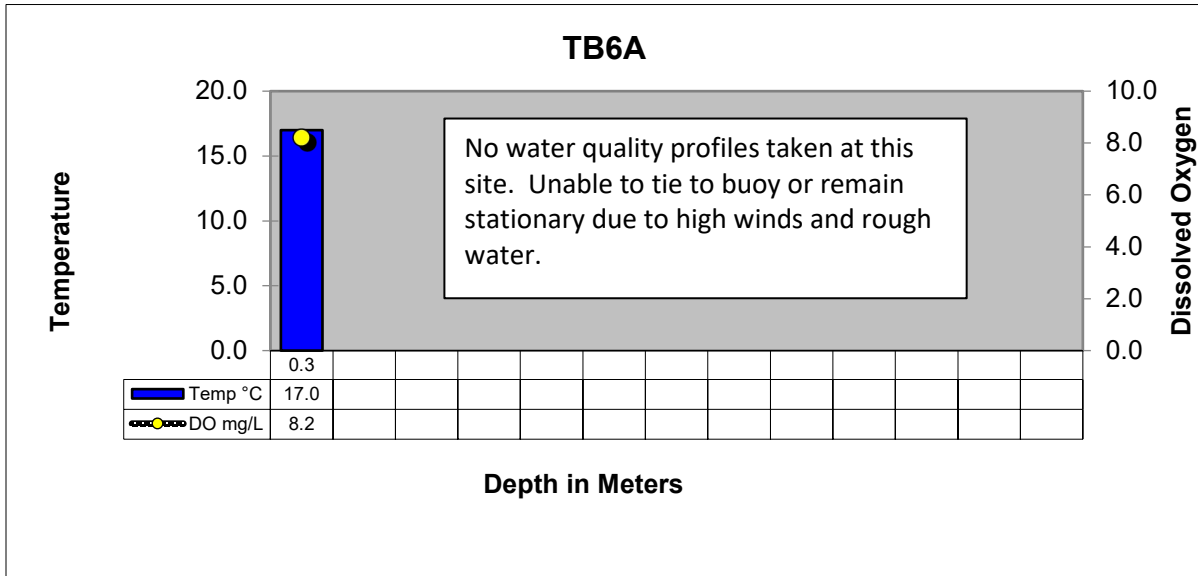 TB6A
20.0
15.0
10.0
5.0
0.0
Temperature
No water quality profiles taken at this
site. Unable to tie to buoy or remain
stationary due to high winds and rough
water.
10.0
8.0
6.0
4.0
2.0
0.0
Dissolved Oxygen
0.3
Temp °C 17.0
DO mg/L 8.2
Depth in Meters